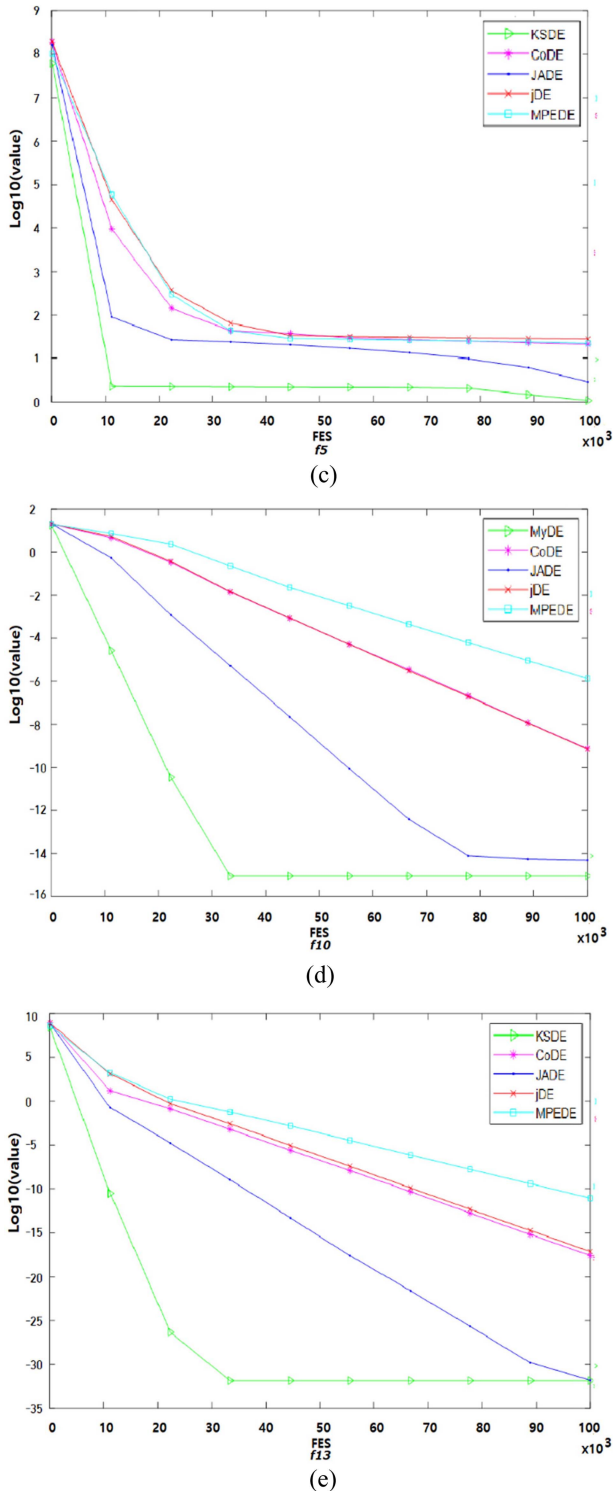 9
8
7
6
5
4
3
2
1
0
Log10(value)
KSDE
CoDE
JADE
jDE
MPEDE
0 10 20 30 40 50 60 70 80 90 100
FES
x10³
f5
(c)
2
0
-2
-4
-6
-8
-10
-12
-14
-16
Log10(value)
MyDE
CoDE
JADE
jDE
MPEDE
0 10 20 30 40 50 60 70 80 90 100
FES
x10³
f10
(d)
10
5
0
-5
-10
-15
-20
-25
-30
-35
Log10(value)
KSDE
CoDE
JADE
jDE
MPEDE
0 10 20 30 40 50 60 70 80 90 100
FES
x10³
f13
(e)